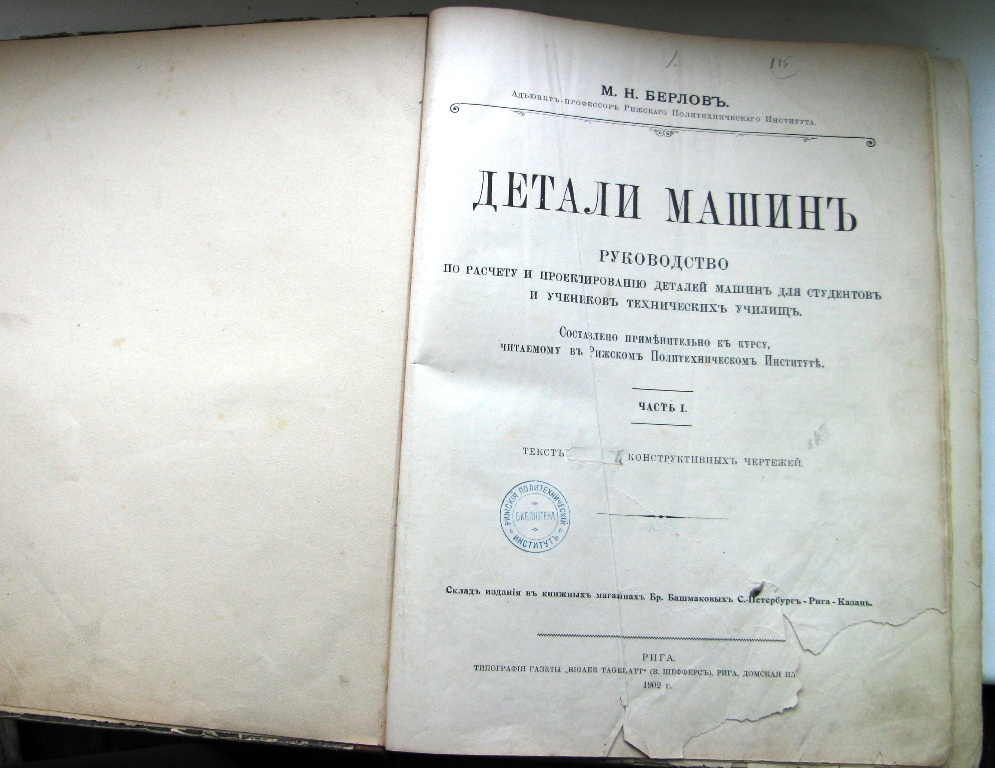 М. Н. БЕРЛОВЪ.
Адъюнктъ-профессоръ Рижскаго Политехническаго Института.
ДЕТАЛИ МАШИНЪ
РУКОВОДСТВО
ПО РАСЧЕТУ И ПРОЕКТИРОВАНІЮ ДЕТАЛЕЙ МАШИНЪ ДЛЯ СТУДЕНТОВЪ
И УЧЕНИКОВЪ ТЕХНИЧЕСКИХЪ УЧИЛИЩЪ.
Составлено примѣнительно къ курсу,
читаемому въ Рижскомъ Политехническомъ Институтѣ.
ЧАСТЬ I.
ТЕКСТЪ КОНСТРУКТИВНЫХЪ ЧЕРТЕЖЕЙ.
РИЖСКІЙ ПОЛИТЕХНИЧЕСКІЙ
БИБЛІОТЕКА
ИНСТИТУТЪ
Складъ изданія въ книжныхъ магазинахъ Бр. Башмаковыхъ С.-Петербургъ - Рига - Казань.
РИГА.
ТИПОГРАФІЯ ГАЗЕТЫ „RIGAER TAGEBLATT“ (В. ШЕФФЕРСЪ), РИГА, ДОМСКАЯ ПЛ
1902 г.